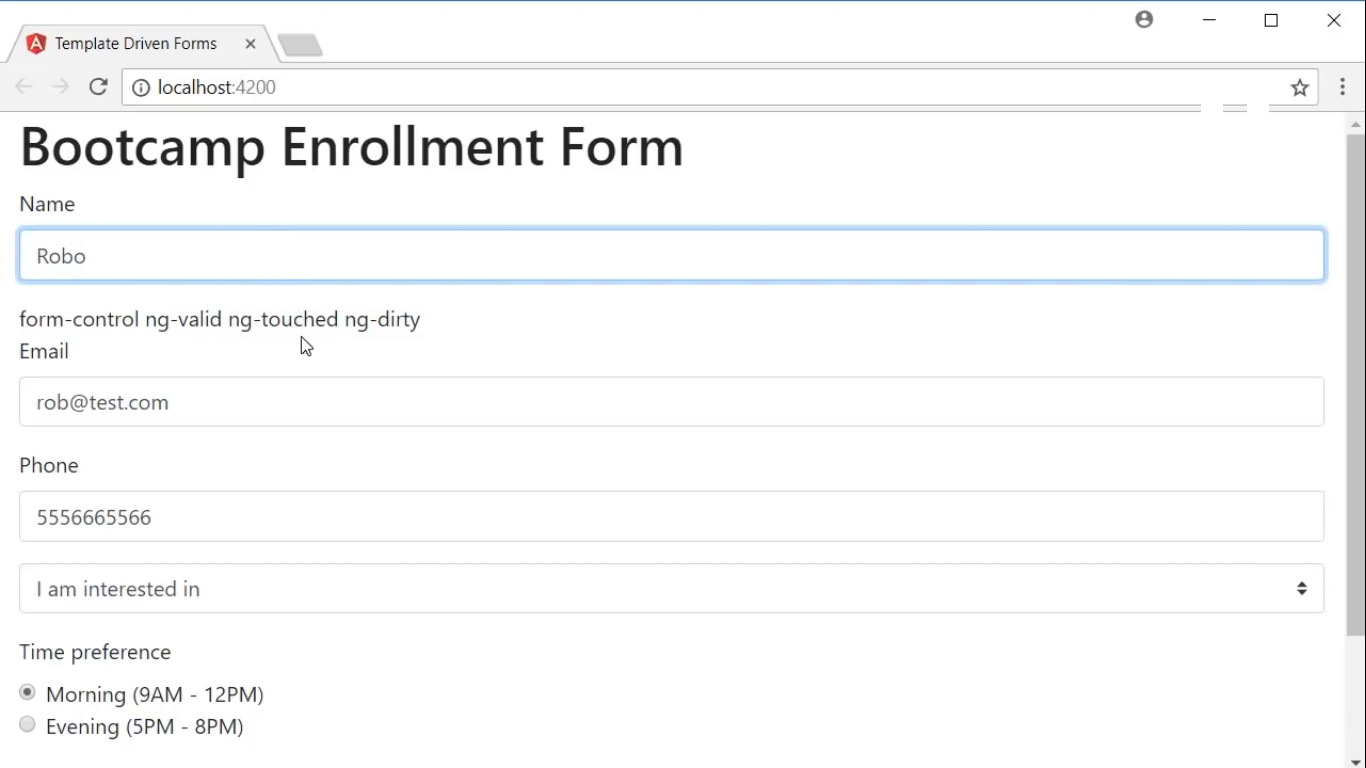 Template Driven Forms
localhost:4200
Bootcamp Enrollment Form
Name
Robo
form-control ng-valid ng-touched ng-dirty
Email
rob@test.com
Phone
5556665566
I am interested in
Time preference
Morning (9AM - 12PM)
Evening (5PM - 8PM)